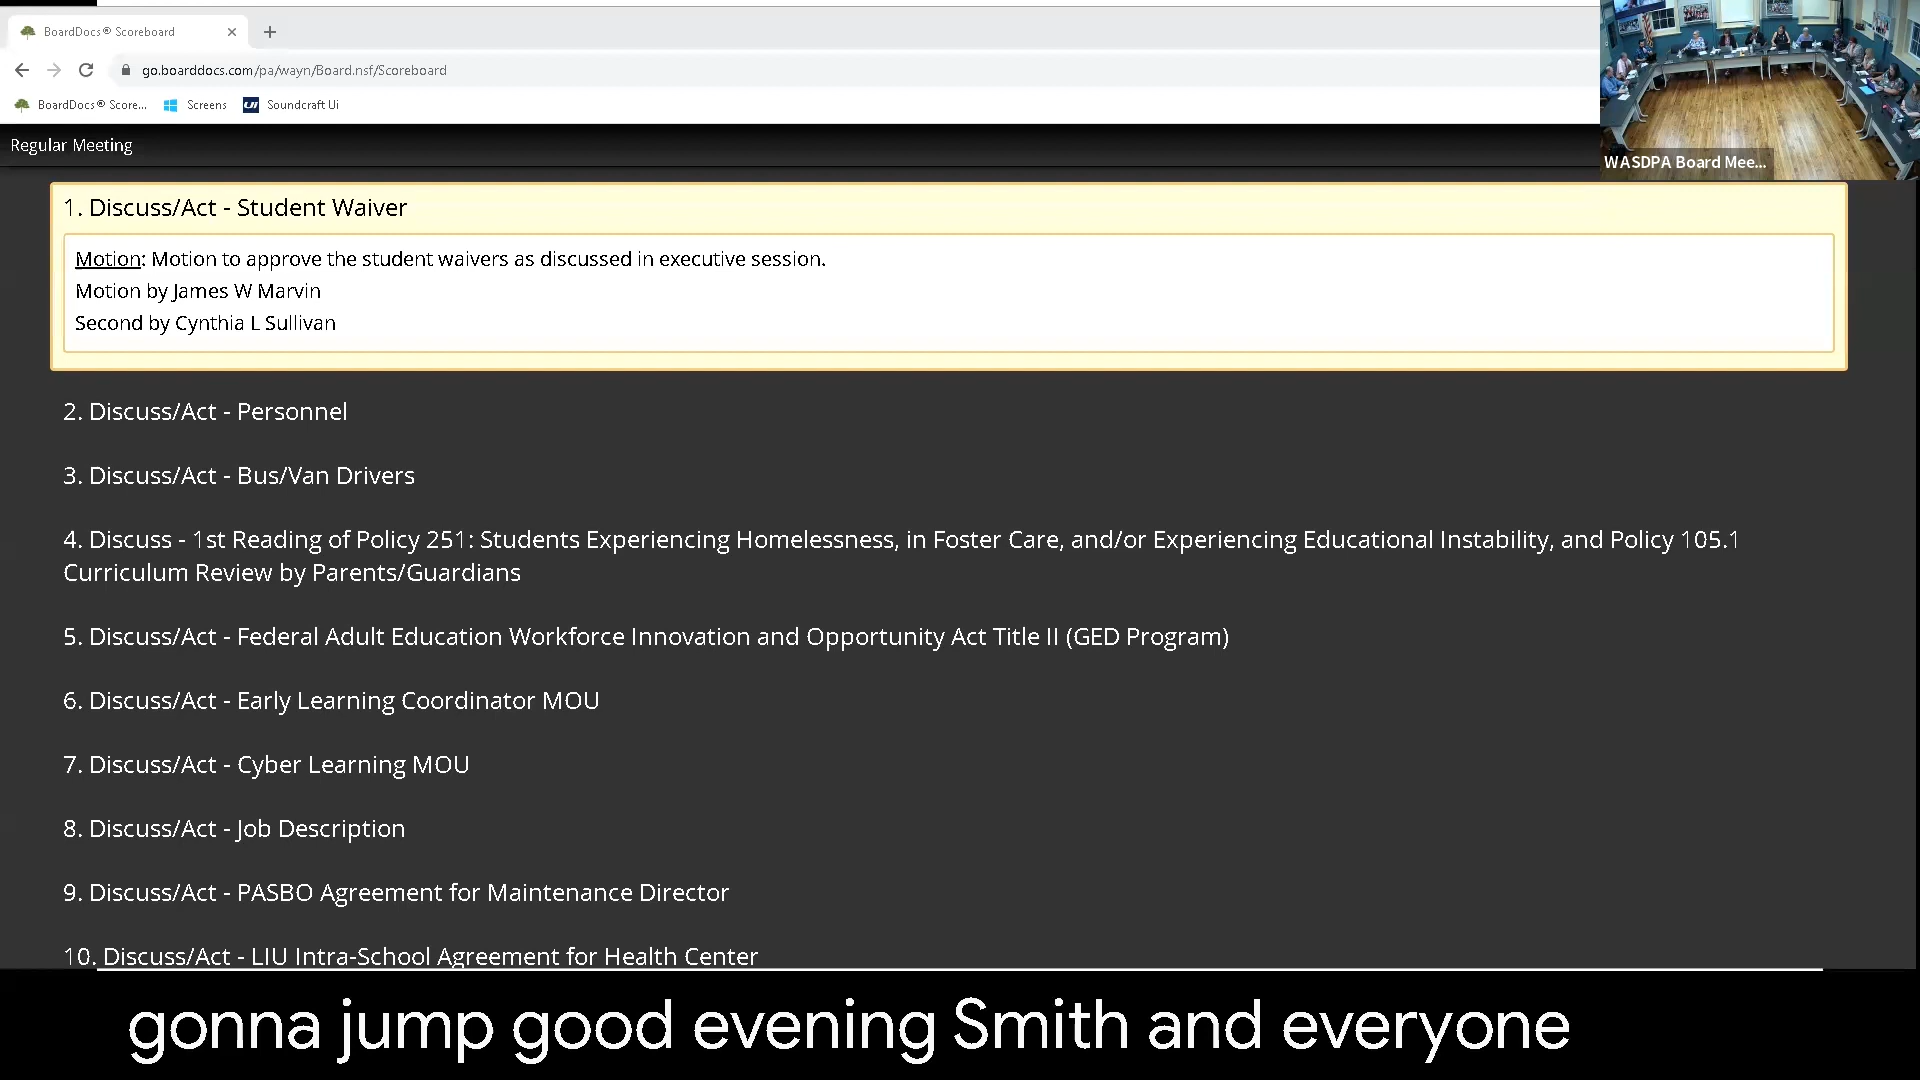 BoardDocs® Scoreboard
go.boarddocs.com/pa/wayn/Board.nsf/Scoreboard
BoardDocs® Score... Screens Soundcraft Ui
WASDPA Board Mee...
Regular Meeting
1. Discuss/Act - Student Waiver
Motion: Motion to approve the student waivers as discussed in executive session.
Motion by James W Marvin
Second by Cynthia L Sullivan
2. Discuss/Act - Personnel
3. Discuss/Act - Bus/Van Drivers
4. Discuss - 1st Reading of Policy 251: Students Experiencing Homelessness, in Foster Care, and/or Experiencing Educational Instability, and Policy 105.1
Curriculum Review by Parents/Guardians
5. Discuss/Act - Federal Adult Education Workforce Innovation and Opportunity Act Title II (GED Program)
6. Discuss/Act - Early Learning Coordinator MOU
7. Discuss/Act - Cyber Learning MOU
8. Discuss/Act - Job Description
9. Discuss/Act - PASBO Agreement for Maintenance Director
10. Discuss/Act - LIU Intra-School Agreement for Health Center
gonna jump good evening Smith and everyone